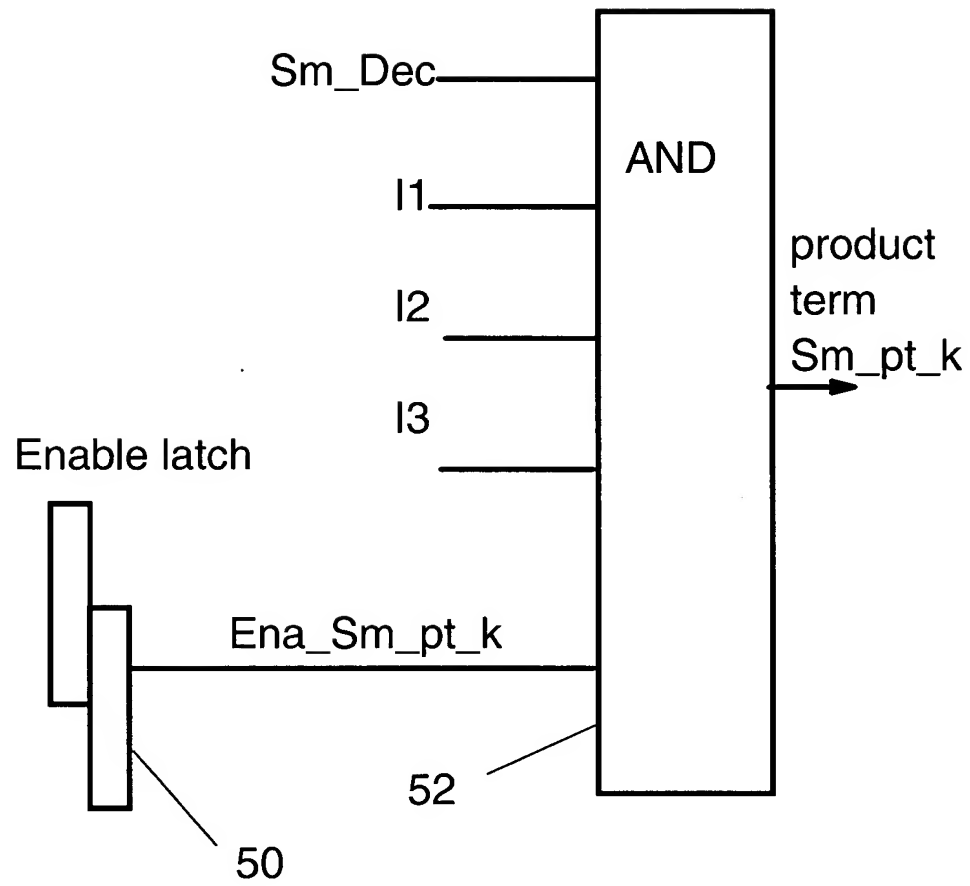 Sm_Dec
AND
I1
product
term
Sm_pt_k
I2
I3
Enable latch
Ena_Sm_pt_k
52
50